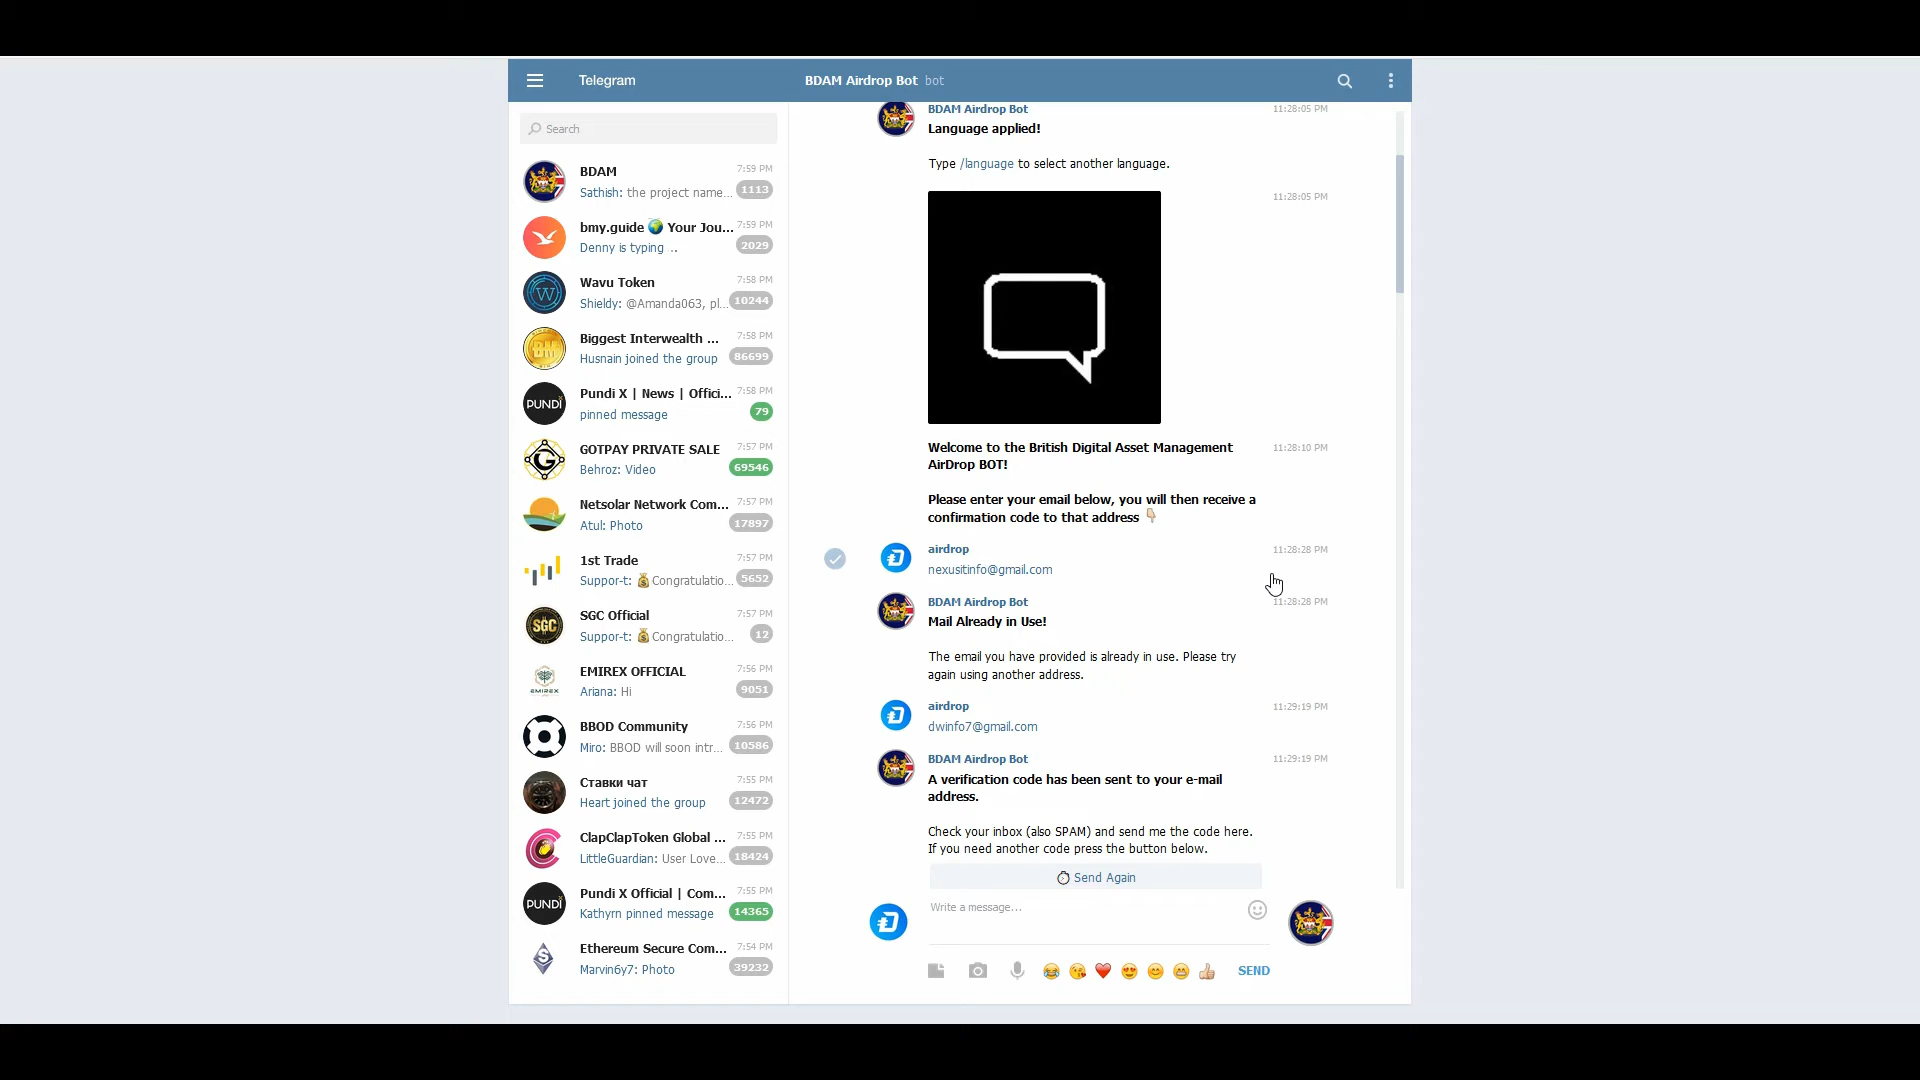 Telegram
BDAM Airdrop Bot bot
Search
BDAM 7:59 PM
Sathish: the project name... 1113
bmy.guide 🌍 Your Jou... 7:59 PM
Denny is typing .. 2029
Wavu Token 7:58 PM
Shieldy: @Amanda063, pl... 10244
Biggest Interwealth ... 7:58 PM
Husnain joined the group 86699
Pundi X | News | Offici... 7:58 PM
pinned message 79
GOTPAY PRIVATE SALE 7:57 PM
Behroz: Video 69546
Netsolar Network Com... 7:57 PM
Atul: Photo 17897
1st Trade 7:57 PM
Suppor-t: 💰Congratulatio... 5652
SGC Official 7:57 PM
Suppor-t: 💰Congratulatio... 12
EMIREX OFFICIAL 7:56 PM
Ariana: Hi 9051
BBOD Community 7:56 PM
Miro: BBOD will soon intr... 10586
Ставки чат 7:55 PM
Heart joined the group 12472
ClapClapToken Global ... 7:55 PM
LittleGuardian: User Love... 18424
Pundi X Official | Com... 7:55 PM
Kathyrn pinned message 14365
Ethereum Secure Com... 7:54 PM
Marvin6y7: Photo 39232
PUNDI
SGC
EMIREX
PUNDI
BDAM Airdrop Bot 11:28:05 PM
Language applied!
Type /language to select another language.
11:28:05 PM
Welcome to the British Digital Asset Management 11:28:10 PM
AirDrop BOT!
Please enter your email below, you will then receive a
confirmation code to that address 👇🏼
airdrop 11:28:28 PM
nexusitinfo@gmail.com
BDAM Airdrop Bot 11:28:28 PM
Mail Already in Use!
The email you have provided is already in use. Please try
again using another address.
airdrop 11:29:19 PM
dwinfo7@gmail.com
BDAM Airdrop Bot 11:29:19 PM
A verification code has been sent to your e-mail
address.
Check your inbox (also SPAM) and send me the code here.
If you need another code press the button below.
⏱ Send Again
Write a message...
SEND